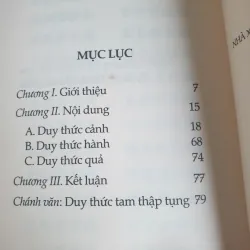 MỤC LỤC
Chương I. Giới thiệu 7
Chương II. Nội dung 15
A. Duy thức cảnh 18
B. Duy thức hành 68
C. Duy thức quả 74
Chương III. Kết luận 77
Chánh văn: Duy thức tam thập tụng 79
NHÀ